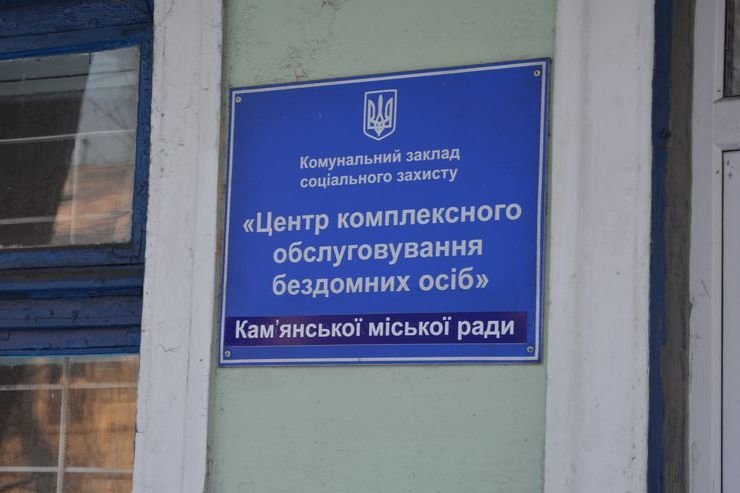 Комунальний заклад
соціального захисту
«Центр комплексного
обслуговування
бездомних осіб»
Кам'янської міської ради